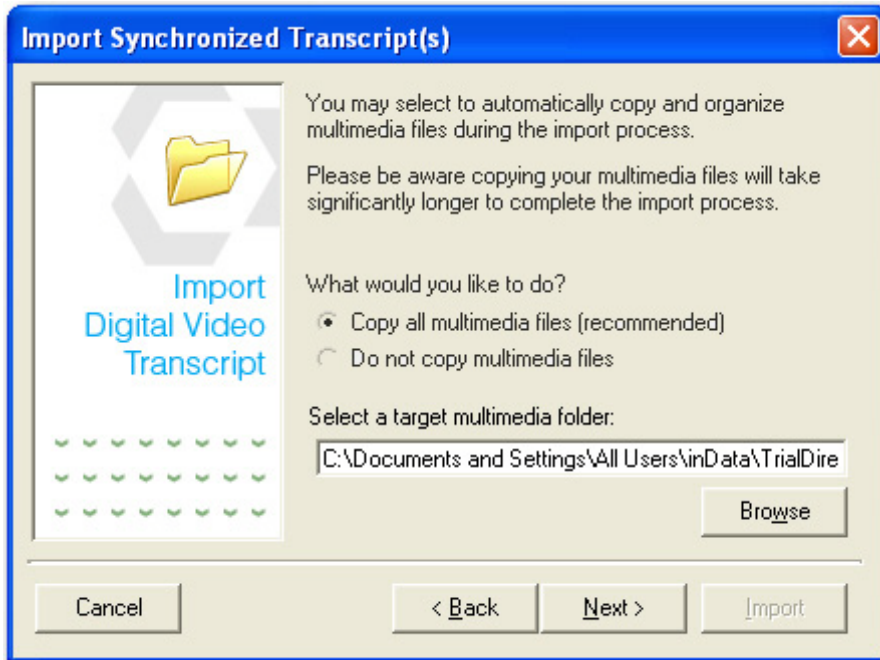 Import Synchronized Transcript(s)
You may select to automatically copy and organize
multimedia files during the import process.
Please be aware copying your multimedia files will take
significantly longer to complete the import process.
Import
Digital Video
Transcript
What would you like to do?
Copy all multimedia files (recommended)
Do not copy multimedia files
Select a target multimedia folder:
C:\Documents and Settings\All Users\inData\TrialDire
Browse
Cancel
< Back
Next >
Import